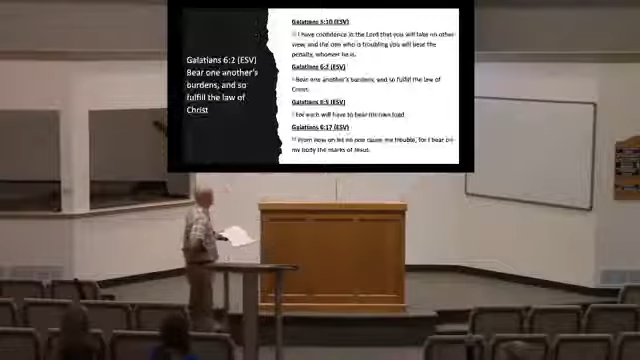 Galatians 6:2 (ESV)
Bear one another's
burdens, and so
fulfill the law of
Christ
Galatians 5:10 (ESV)
I have confidence in the Lord that you will take no other
view, and the one who is troubling you will bear the
penalty, whoever he is.
Galatians 6:2 (ESV)
Bear one another's burdens, and so fulfill the law of
Christ.
Galatians 6:5 (ESV)
For each will have to bear his own load.
Galatians 6:17 (ESV)
From now on let no one cause me trouble, for I bear on
my body the marks of Jesus.